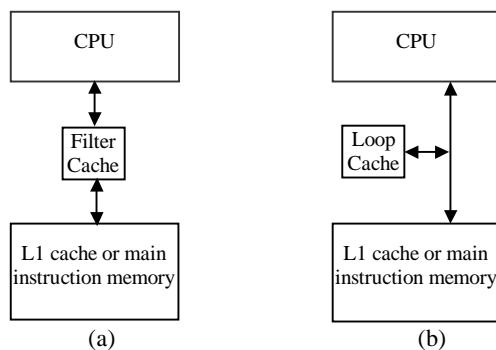 CPU
Filter
Cache
L1 cache or main
instruction memory
(a)
CPU
Loop
Cache
L1 cache or main
instruction memory
(b)